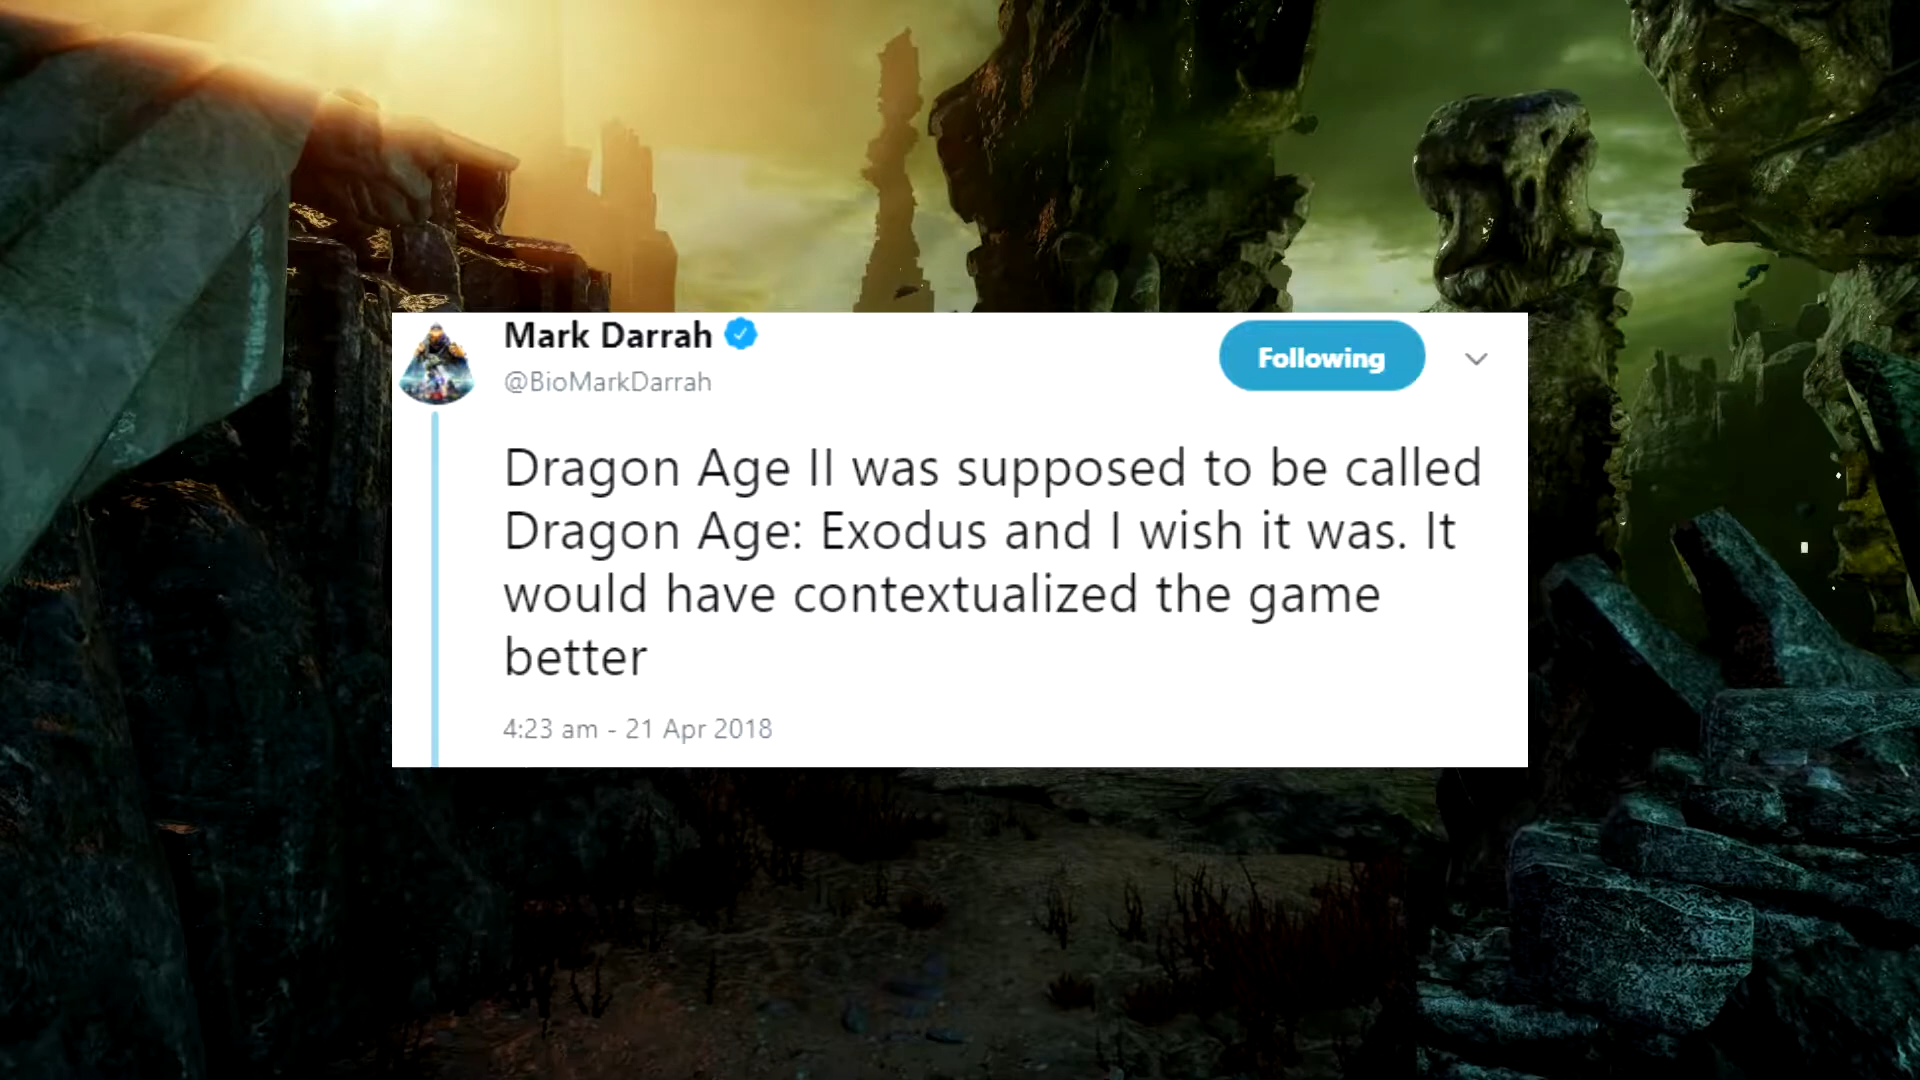 Mark Darrah
@BioMarkDarrah
Following
Dragon Age II was supposed to be called
Dragon Age: Exodus and I wish it was. It
would have contextualized the game
better
4:23 am - 21 Apr 2018